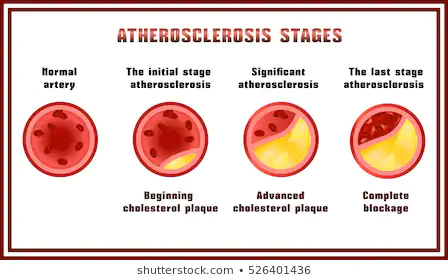 ATHEROSCLEROSIS STAGES
Normal
artery
The initial stage
atherosclerosis
Significant
atherosclerosis
The last stage
atherosclerosis
Beginning
cholesterol plaque
Advanced
cholesterol plaque
Complete
blockage
shutterstock.com • 526401436